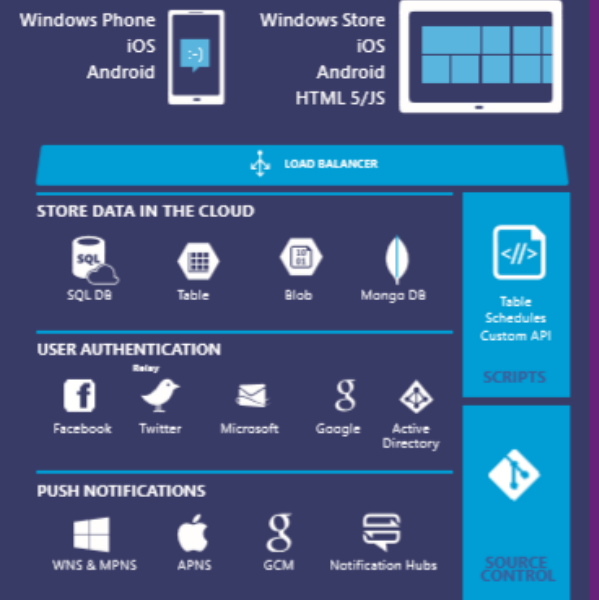 Windows Phone
iOS
Android
:-)
Windows Store
iOS
Android
HTML 5/JS
LOAD BALANCER
STORE DATA IN THE CLOUD
SQL
SQL DB
Table
10
01
Blob
Mongo DB
</>
Table
Schedules
Custom API
SCRIPTS
USER AUTHENTICATION
Relay
Facebook
Twitter
Microsoft
Google
Active
Directory
PUSH NOTIFICATIONS
WNS & MPNS
APNS
GCM
Notification Hubs
SOURCE
CONTROL